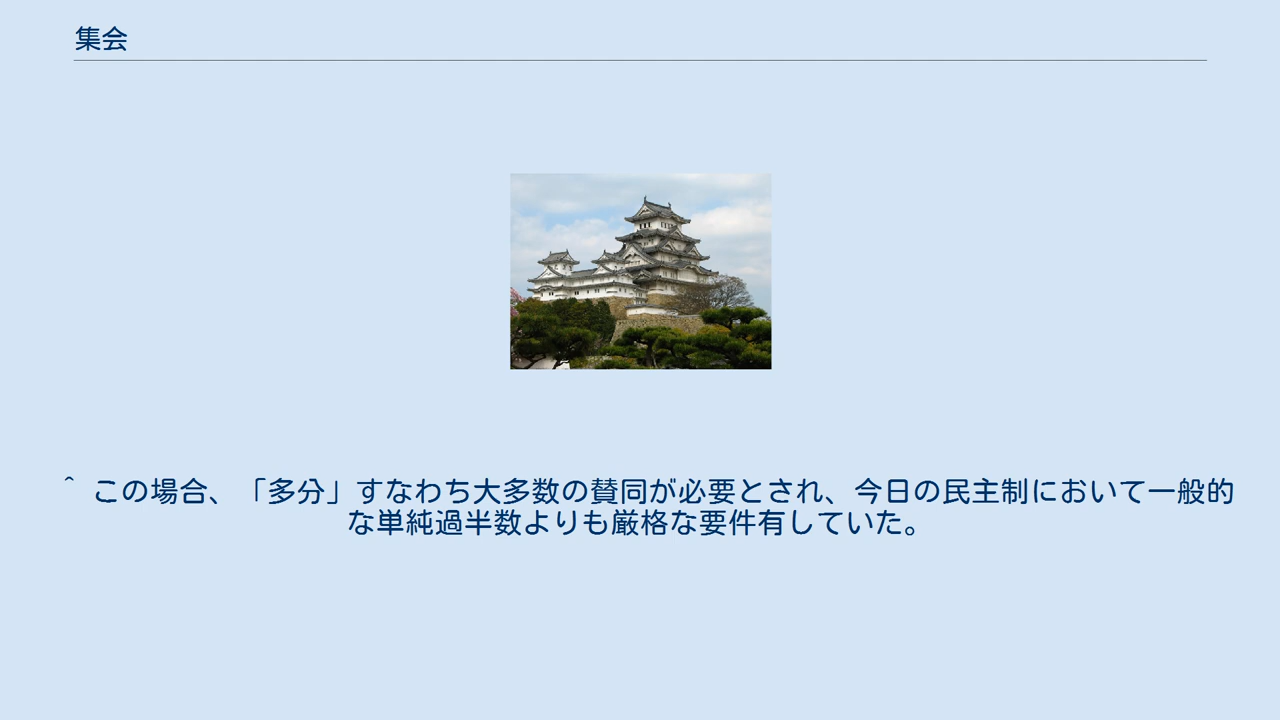 集会
^ この場合、「多分」すなわち大多数の賛同が必要とされ、今日の民主制において一般的
な単純過半数よりも厳格な要件有していた。